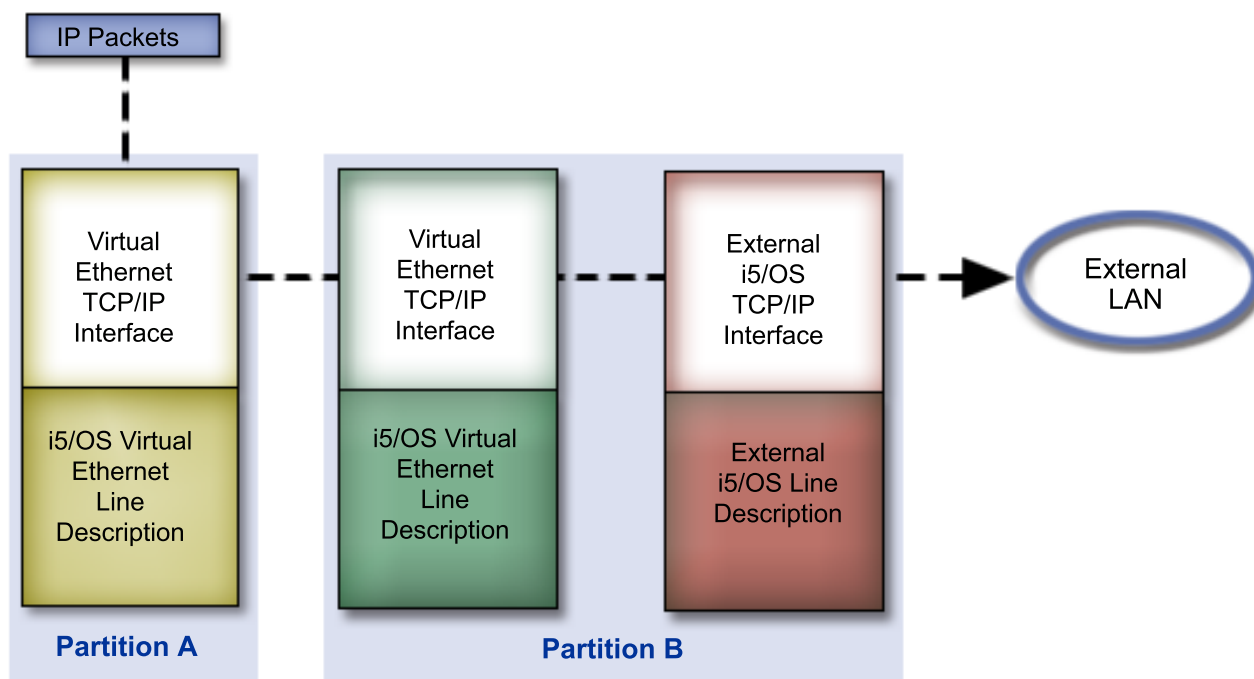 IP Packets
Virtual
Ethernet
TCP/IP
Interface
i5/OS Virtual
Ethernet
Line
Description
Partition A
Virtual
Ethernet
TCP/IP
Interface
i5/OS Virtual
Ethernet
Line
Description
External
i5/OS
TCP/IP
Interface
External
i5/OS Line
Description
Partition B
External
LAN